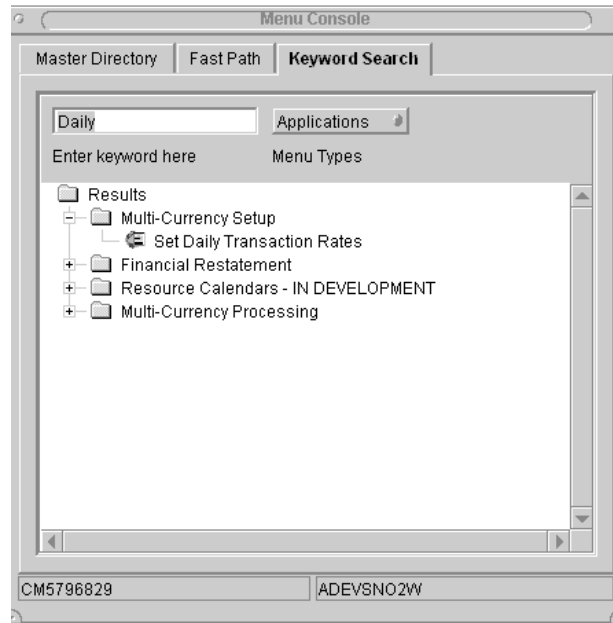 Menu Console
Master Directory Fast Path Keyword Search
Daily Applications
Enter keyword here Menu Types
Results
Multi-Currency Setup
Set Daily Transaction Rates
Financial Restatement
Resource Calendars - IN DEVELOPMENT
Multi-Currency Processing
CM5796829 ADEVSNO2W